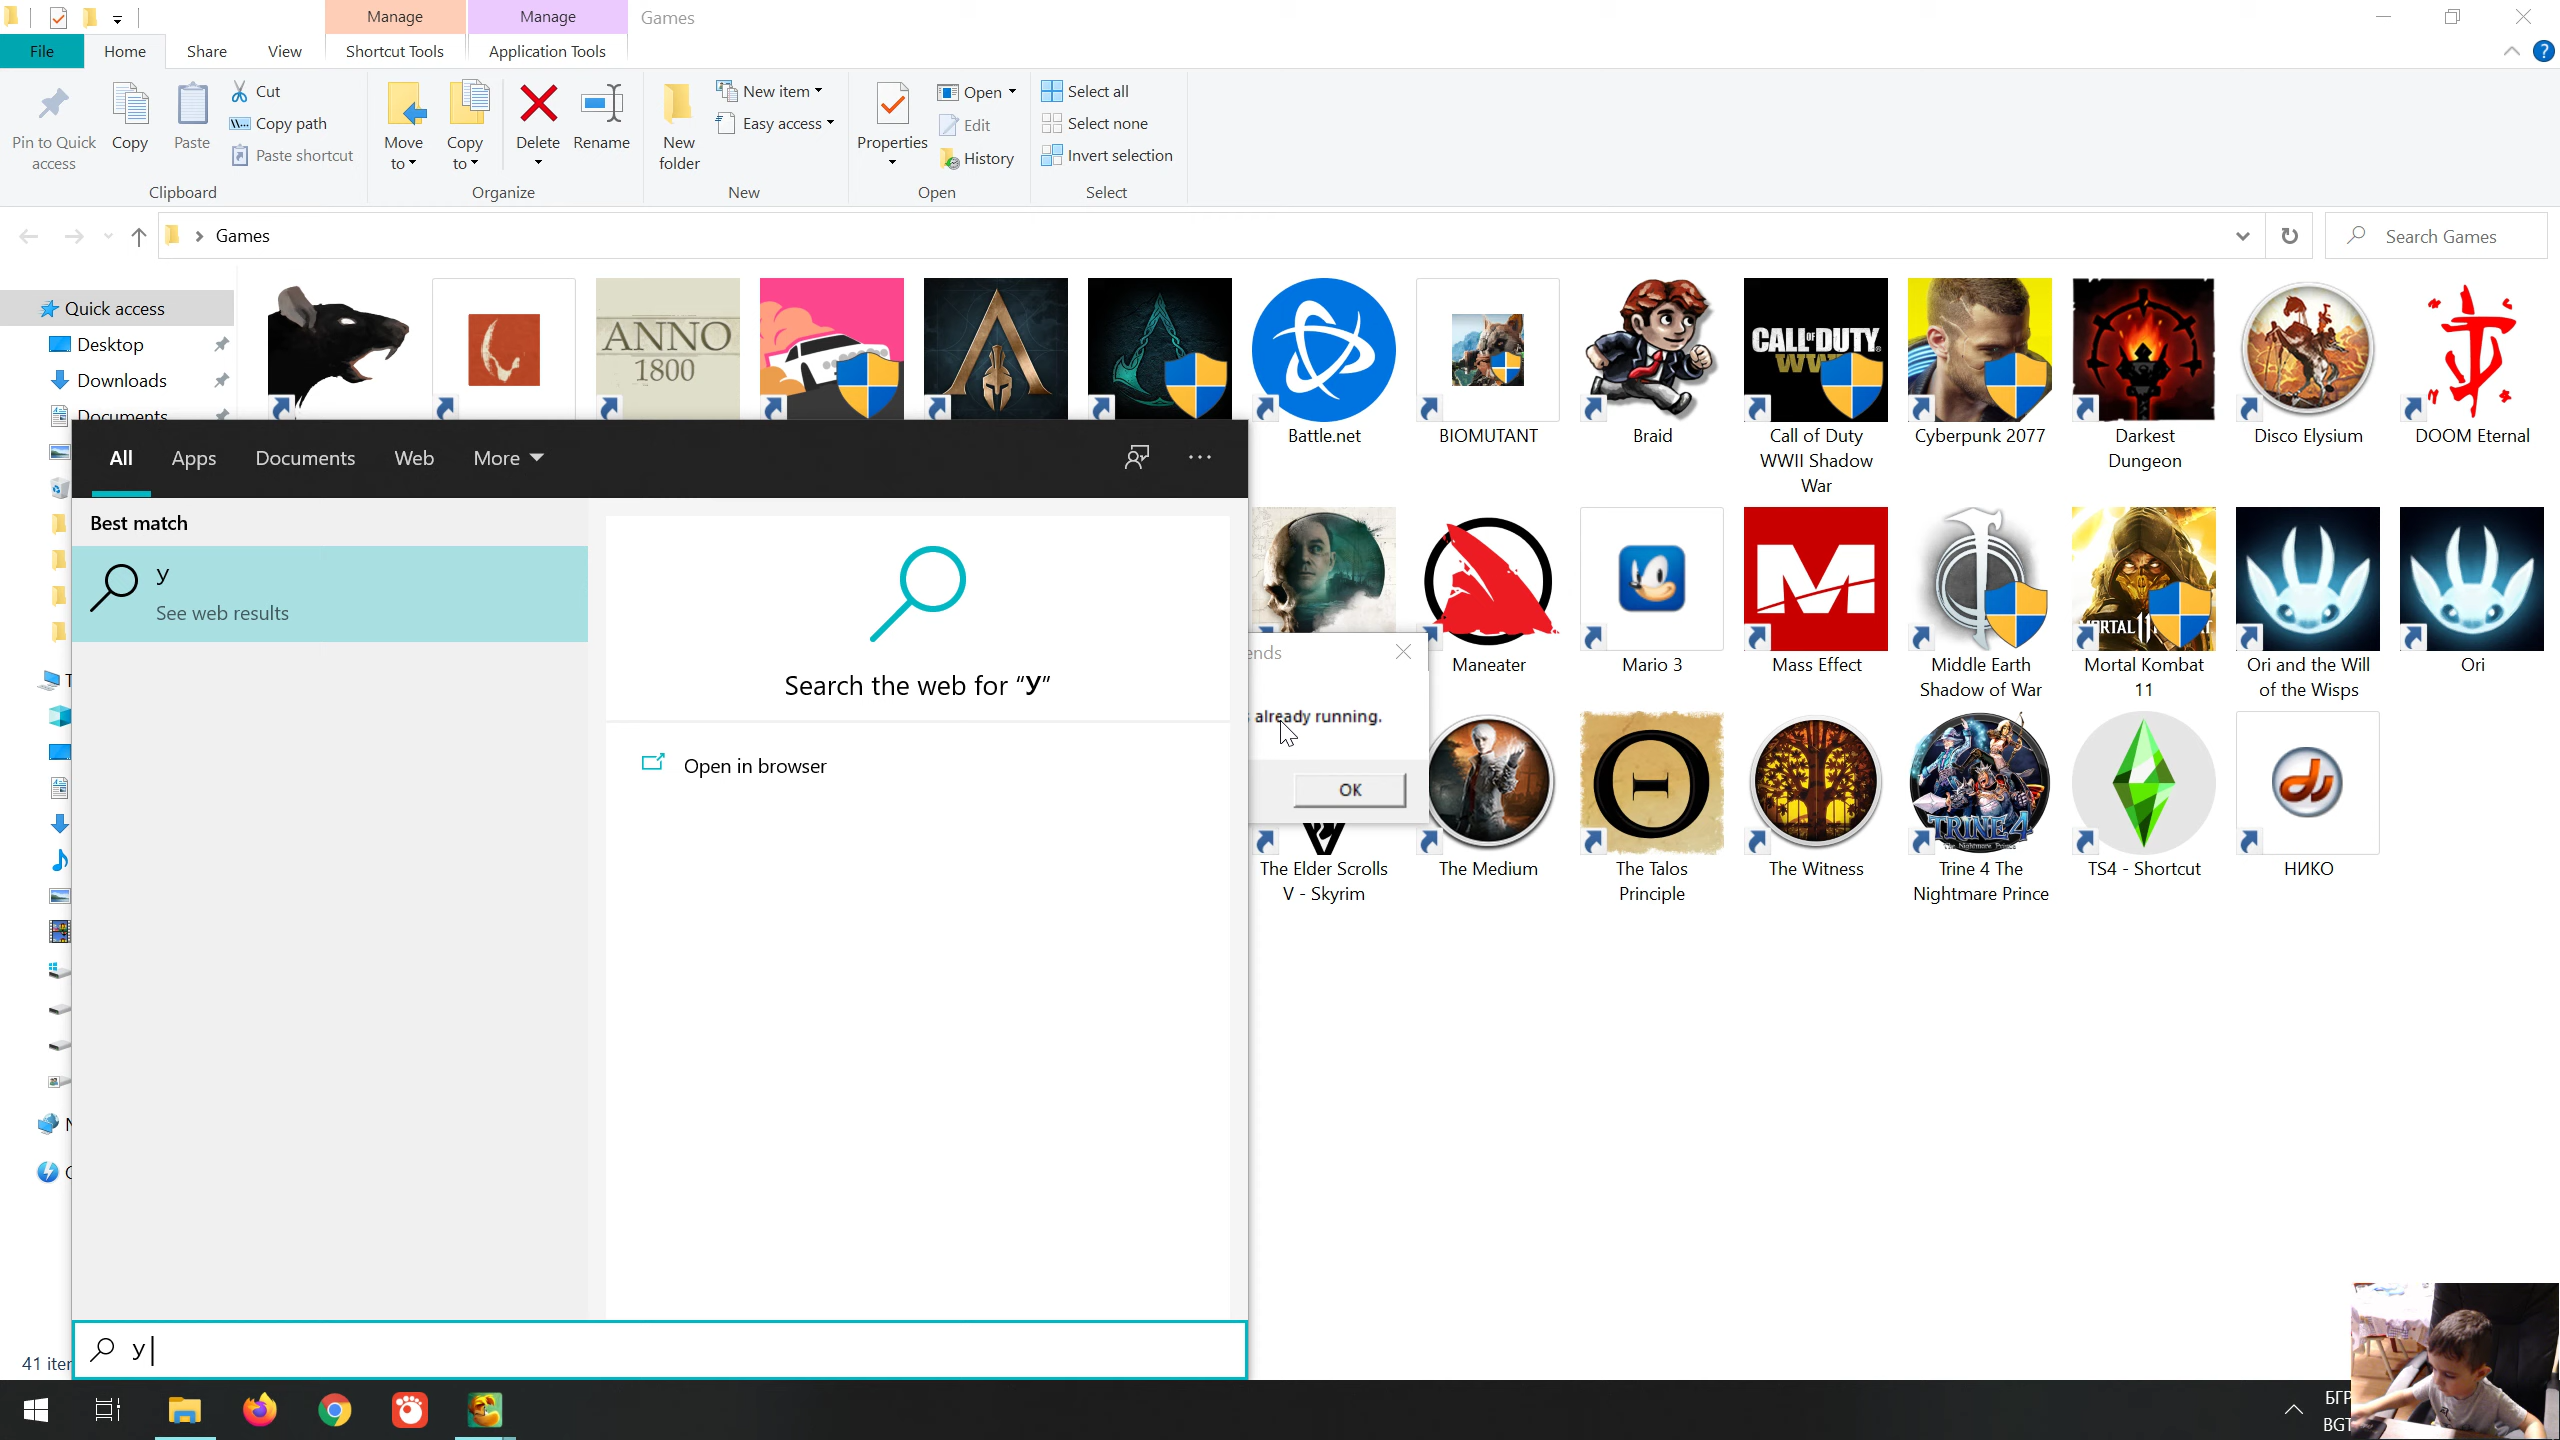 Manage
Manage
Games
File
Home
Share
View
Shortcut Tools
Application Tools
Pin to Quick access
Copy
Paste
Cut
Copy path
Paste shortcut
Clipboard
Move to
Copy to
Delete
Rename
Organize
New folder
New item
Easy access
New
Properties
Open
Edit
History
Open
Select all
Select none
Invert selection
Select
Games
Search Games
Quick access
Desktop
Downloads
Documents
ANNO
1800
CALL OF DUTY
WWII
Battle.net
BIOMUTANT
Braid
Call of Duty
WWII Shadow
War
Cyberpunk 2077
Darkest
Dungeon
Disco Elysium
DOOM Eternal
All
Apps
Documents
Web
More
Best match
У
See web results
Search the web for “У”
Open in browser
already running.
OK
Maneater
Mario 3
Mass Effect
Middle Earth
Shadow of War
Mortal Kombat
11
Ori and the Will
of the Wisps
Ori
The Elder Scrolls
V - Skyrim
The Medium
The Talos
Principle
The Witness
TRINE 4
The Nightmare Prince
Trine 4 The
Nightmare Prince
TS4 - Shortcut
НИКО
У
41
БГР
BGT